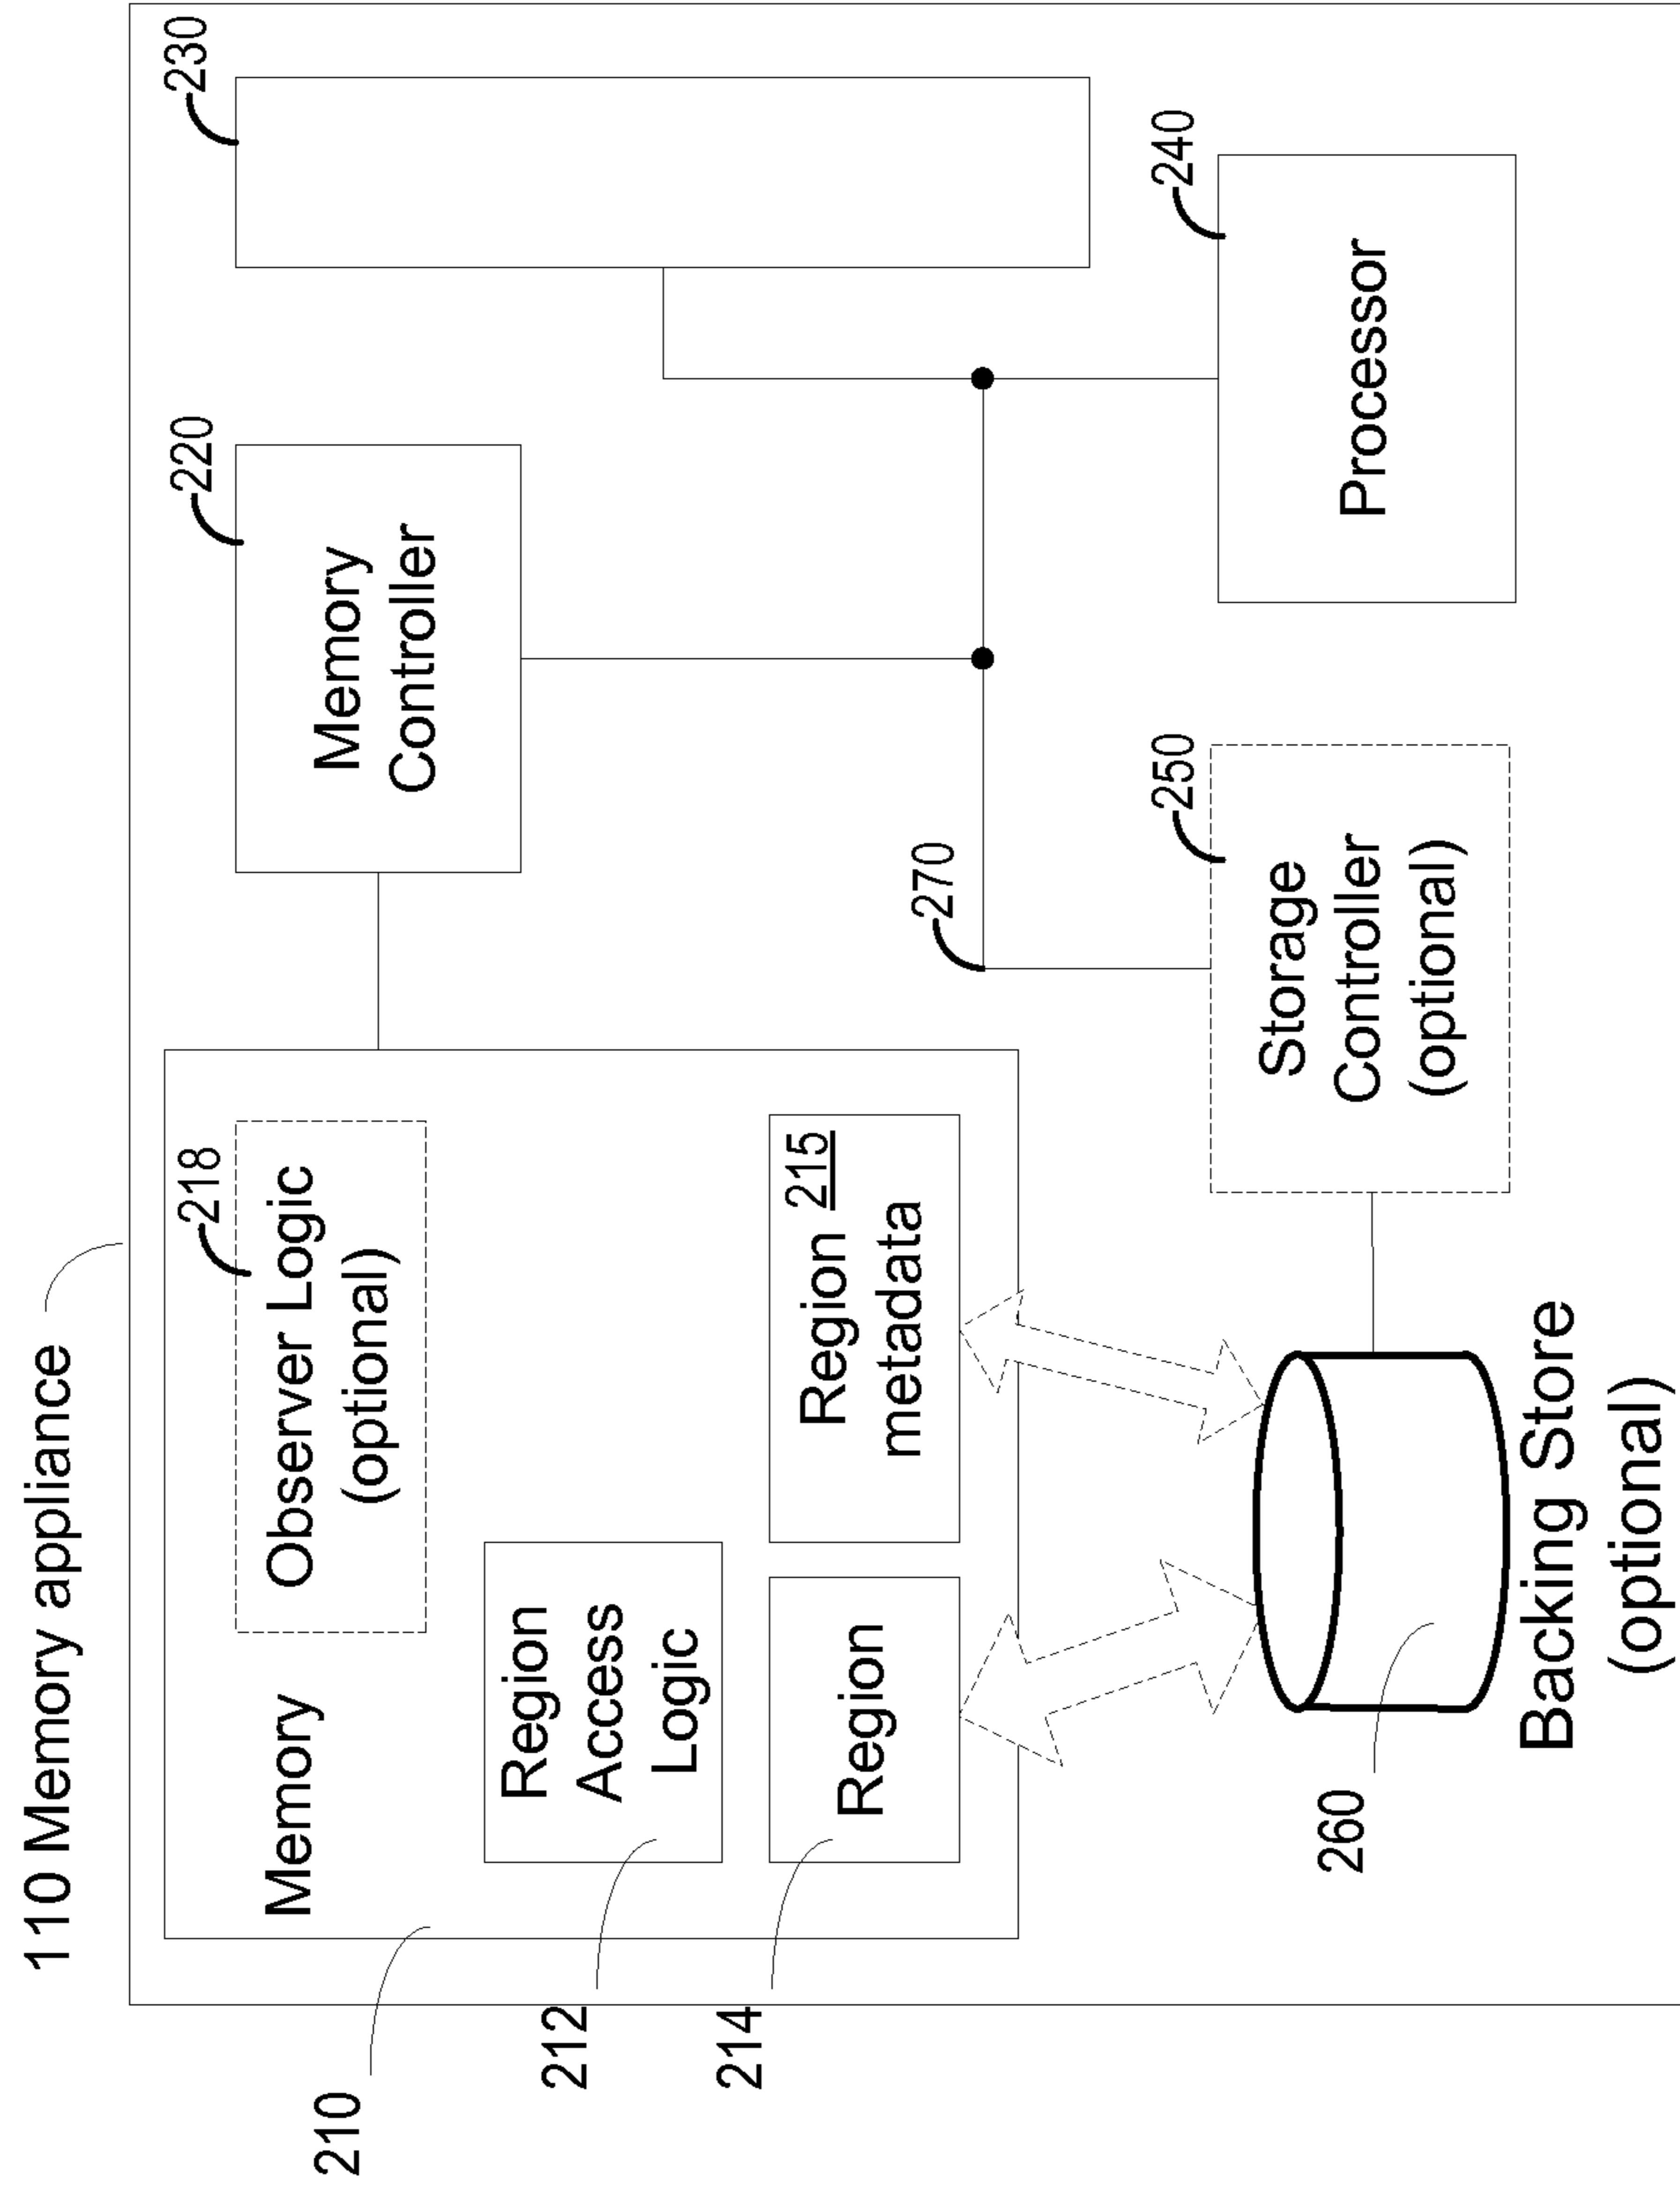 110 Memory appliance
210
Memory
218
Observer Logic
(optional)
212
Region
Access
Logic
214
Region
Region 215
metadata
220
Memory
Controller
230
270
260
Backing Store
(optional)
250
Storage
Controller
(optional)
240
Processor